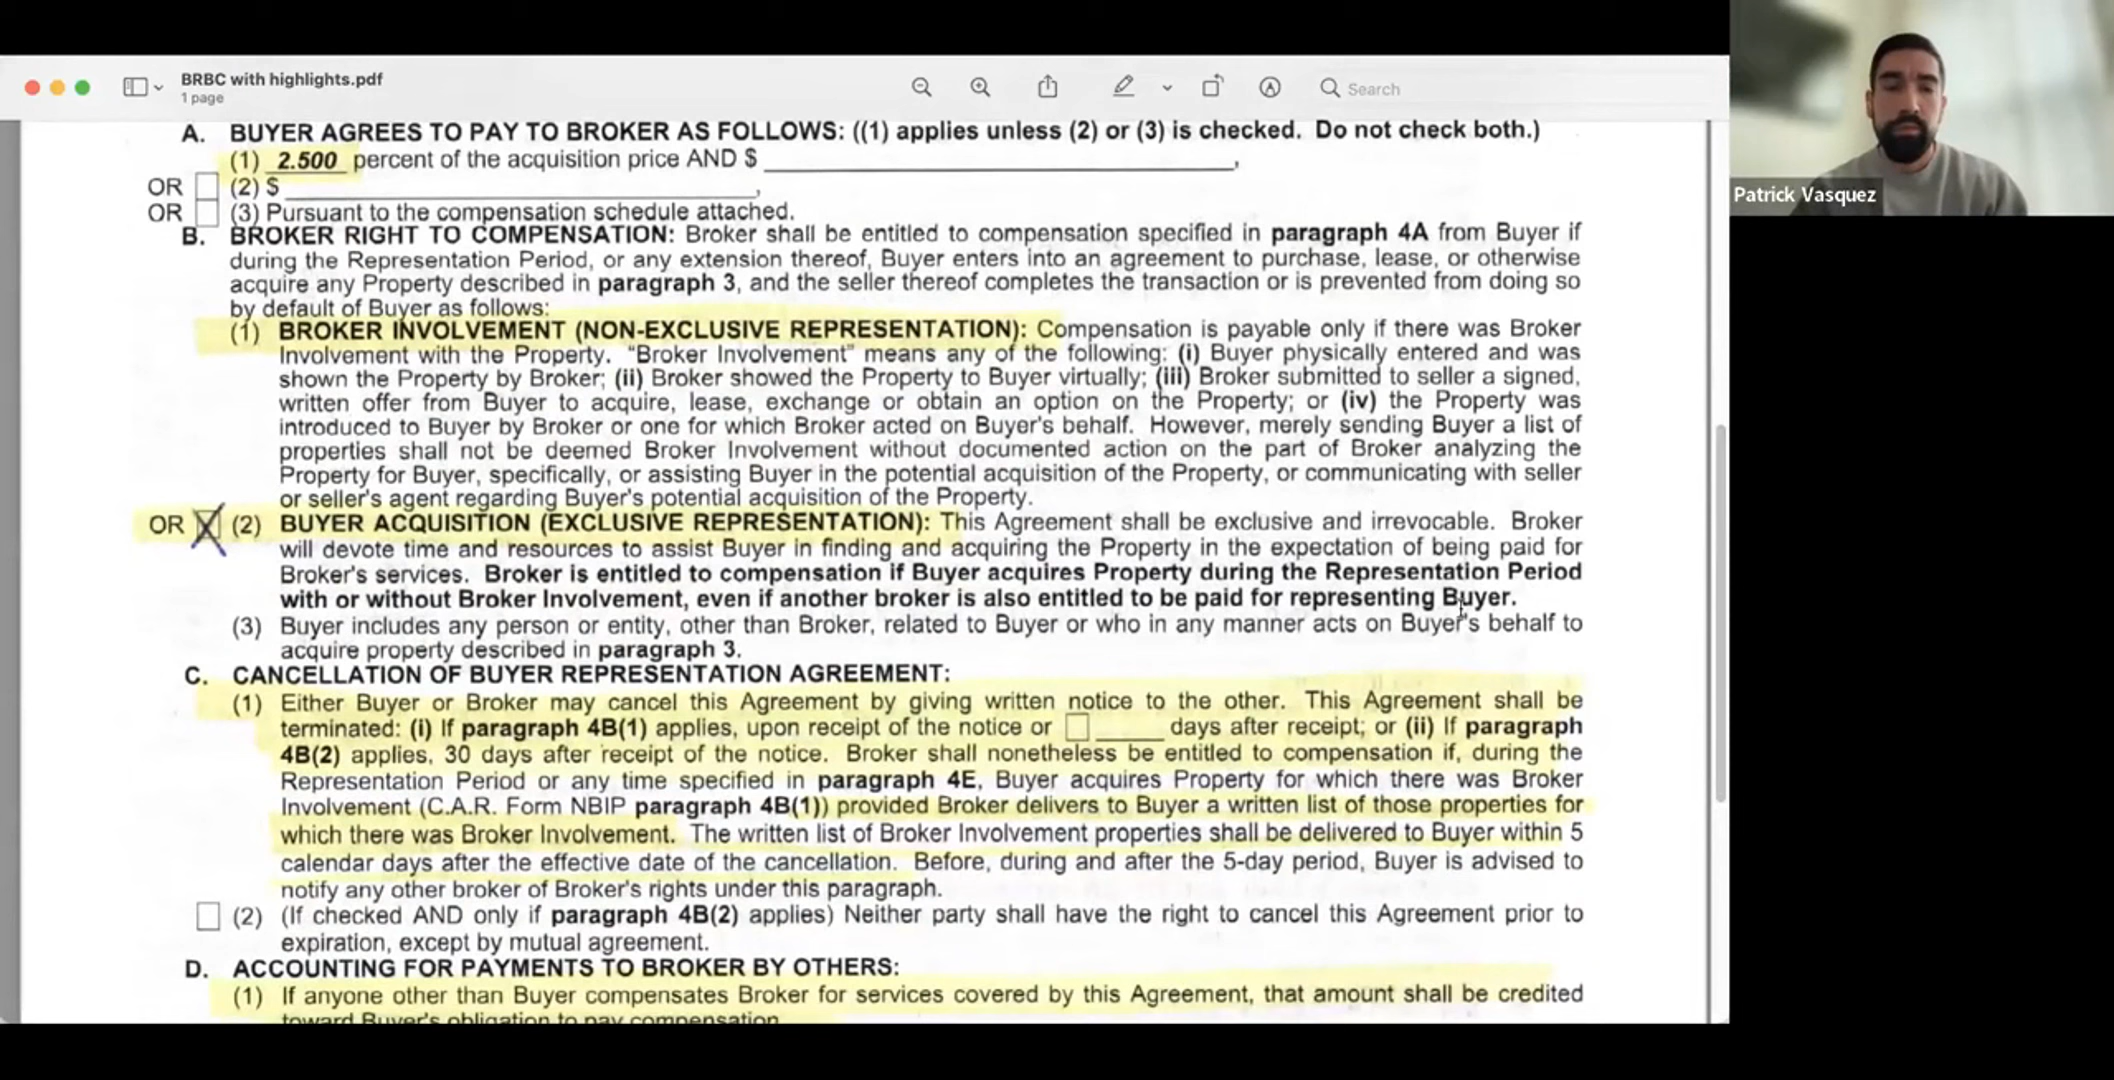 BRBC with highlights.pdf
1 page
Search
Patrick Vasquez
A. BUYER AGREES TO PAY TO BROKER AS FOLLOWS: ((1) applies unless (2) or (3) is checked. Do not check both.)
(1) 2.500 percent of the acquisition price AND $ ,
OR (2) $ ,
OR (3) Pursuant to the compensation schedule attached.
B. BROKER RIGHT TO COMPENSATION: Broker shall be entitled to compensation specified in paragraph 4A from Buyer if
during the Representation Period, or any extension thereof, Buyer enters into an agreement to purchase, lease, or otherwise
acquire any Property described in paragraph 3, and the seller thereof completes the transaction or is prevented from doing so
by default of Buyer as follows:
(1) BROKER INVOLVEMENT (NON-EXCLUSIVE REPRESENTATION): Compensation is payable only if there was Broker
Involvement with the Property. "Broker Involvement" means any of the following: (i) Buyer physically entered and was
shown the Property by Broker; (ii) Broker showed the Property to Buyer virtually; (iii) Broker submitted to seller a signed,
written offer from Buyer to acquire, lease, exchange or obtain an option on the Property; or (iv) the Property was
introduced to Buyer by Broker or one for which Broker acted on Buyer's behalf. However, merely sending Buyer a list of
properties shall not be deemed Broker Involvement without documented action on the part of Broker analyzing the
Property for Buyer, specifically, or assisting Buyer in the potential acquisition of the Property, or communicating with seller
or seller's agent regarding Buyer's potential acquisition of the Property.
OR X (2) BUYER ACQUISITION (EXCLUSIVE REPRESENTATION): This Agreement shall be exclusive and irrevocable. Broker
will devote time and resources to assist Buyer in finding and acquiring the Property in the expectation of being paid for
Broker's services. Broker is entitled to compensation if Buyer acquires Property during the Representation Period
with or without Broker Involvement, even if another broker is also entitled to be paid for representing Buyer.
(3) Buyer includes any person or entity, other than Broker, related to Buyer or who in any manner acts on Buyer's behalf to
acquire property described in paragraph 3.
C. CANCELLATION OF BUYER REPRESENTATION AGREEMENT:
(1) Either Buyer or Broker may cancel this Agreement by giving written notice to the other. This Agreement shall be
terminated: (i) If paragraph 4B(1) applies, upon receipt of the notice or days after receipt; or (ii) If paragraph
4B(2) applies, 30 days after receipt of the notice. Broker shall nonetheless be entitled to compensation if, during the
Representation Period or any time specified in paragraph 4E, Buyer acquires Property for which there was Broker
Involvement (C.A.R. Form NBIP paragraph 4B(1)) provided Broker delivers to Buyer a written list of those properties for
which there was Broker Involvement. The written list of Broker Involvement properties shall be delivered to Buyer within 5
calendar days after the effective date of the cancellation. Before, during and after the 5-day period, Buyer is advised to
notify any other broker of Broker's rights under this paragraph.
(2) (If checked AND only if paragraph 4B(2) applies) Neither party shall have the right to cancel this Agreement prior to
expiration, except by mutual agreement.
D. ACCOUNTING FOR PAYMENTS TO BROKER BY OTHERS:
(1) If anyone other than Buyer compensates Broker for services covered by this Agreement, that amount shall be credited
toward Buyer's obligation to pay compensation